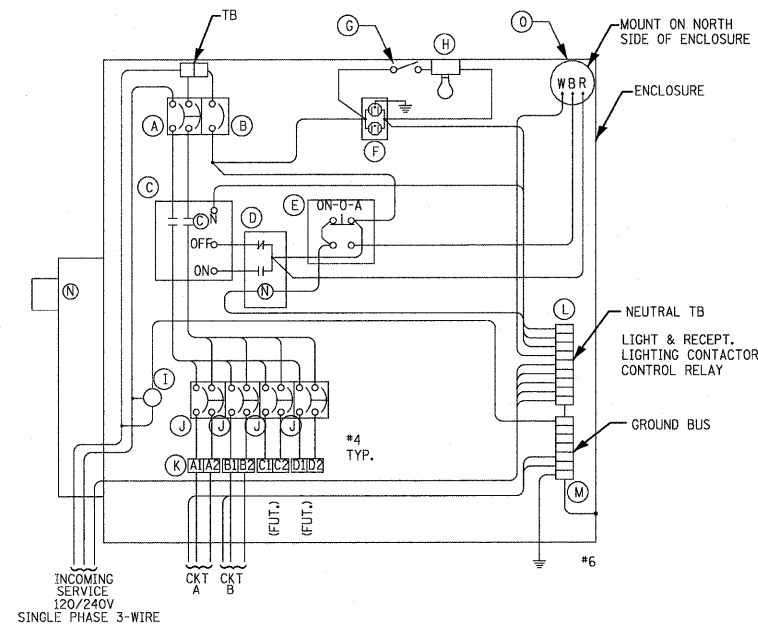 TB
G
H
O
MOUNT ON NORTH
SIDE OF ENCLOSURE
W B R
ENCLOSURE
A
B
F
C
N
C
D
E
ON-O-A
OFF
ON
N
N
L
NEUTRAL TB
LIGHT & RECEPT.
LIGHTING CONTACTOR
CONTROL RELAY
I
J
J
J
J
#4
TYP.
GROUND BUS
K
A1 A2 B1 B2 C1 C2 D1 D2
M
(FUT.)
(FUT.)
#6
INCOMING
SERVICE
120/240V
SINGLE PHASE 3-WIRE
CKT
A
CKT
B